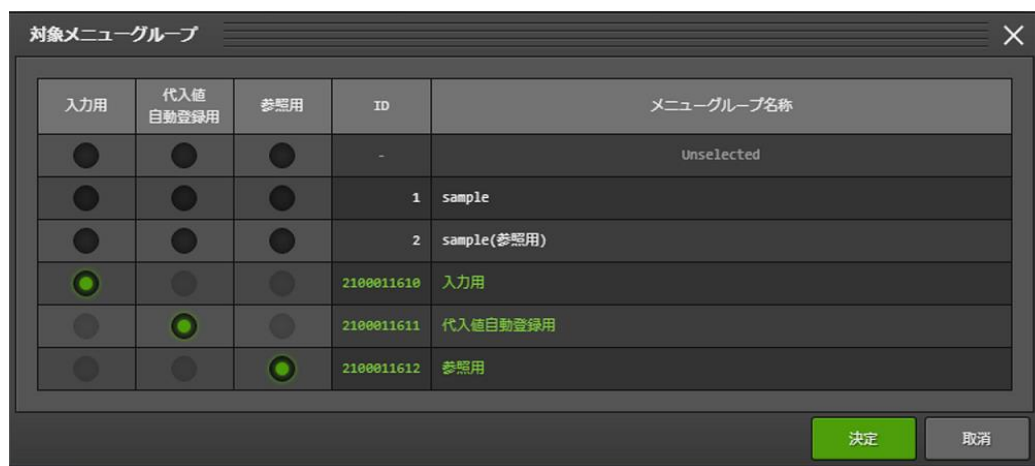 対象メニューグループ
入力用 代入値 自動登録用 参照用 ID メニューグループ名称
- Unselected
1 sample
2 sample(参照用)
2100011610 入力用
2100011611 代入値自動登録用
2100011612 参照用
決定 取消